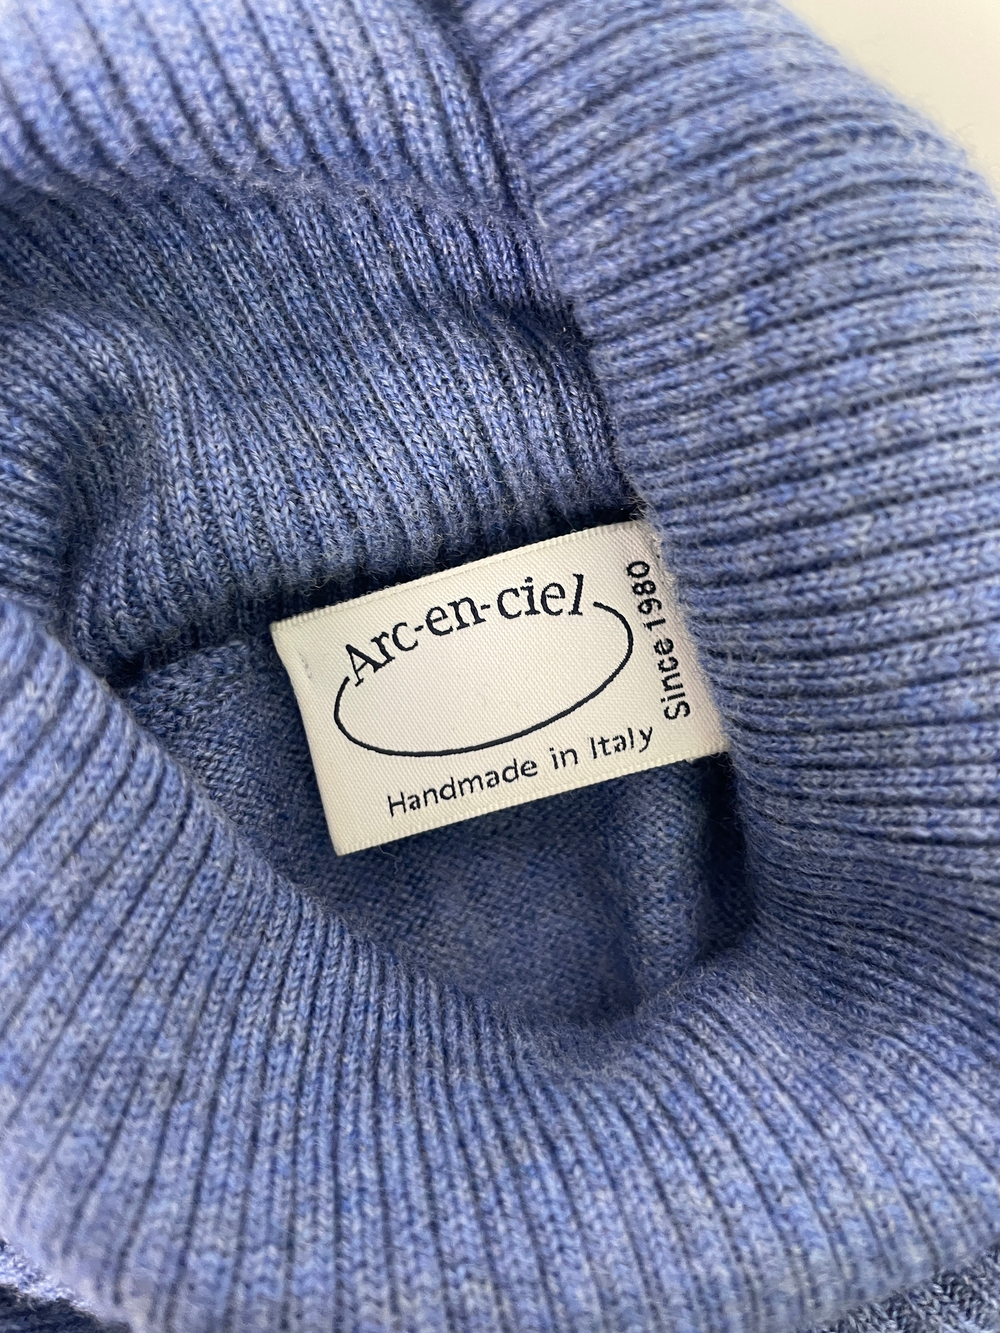 Arc-en-ciel
Handmade in Italy
Since 1980